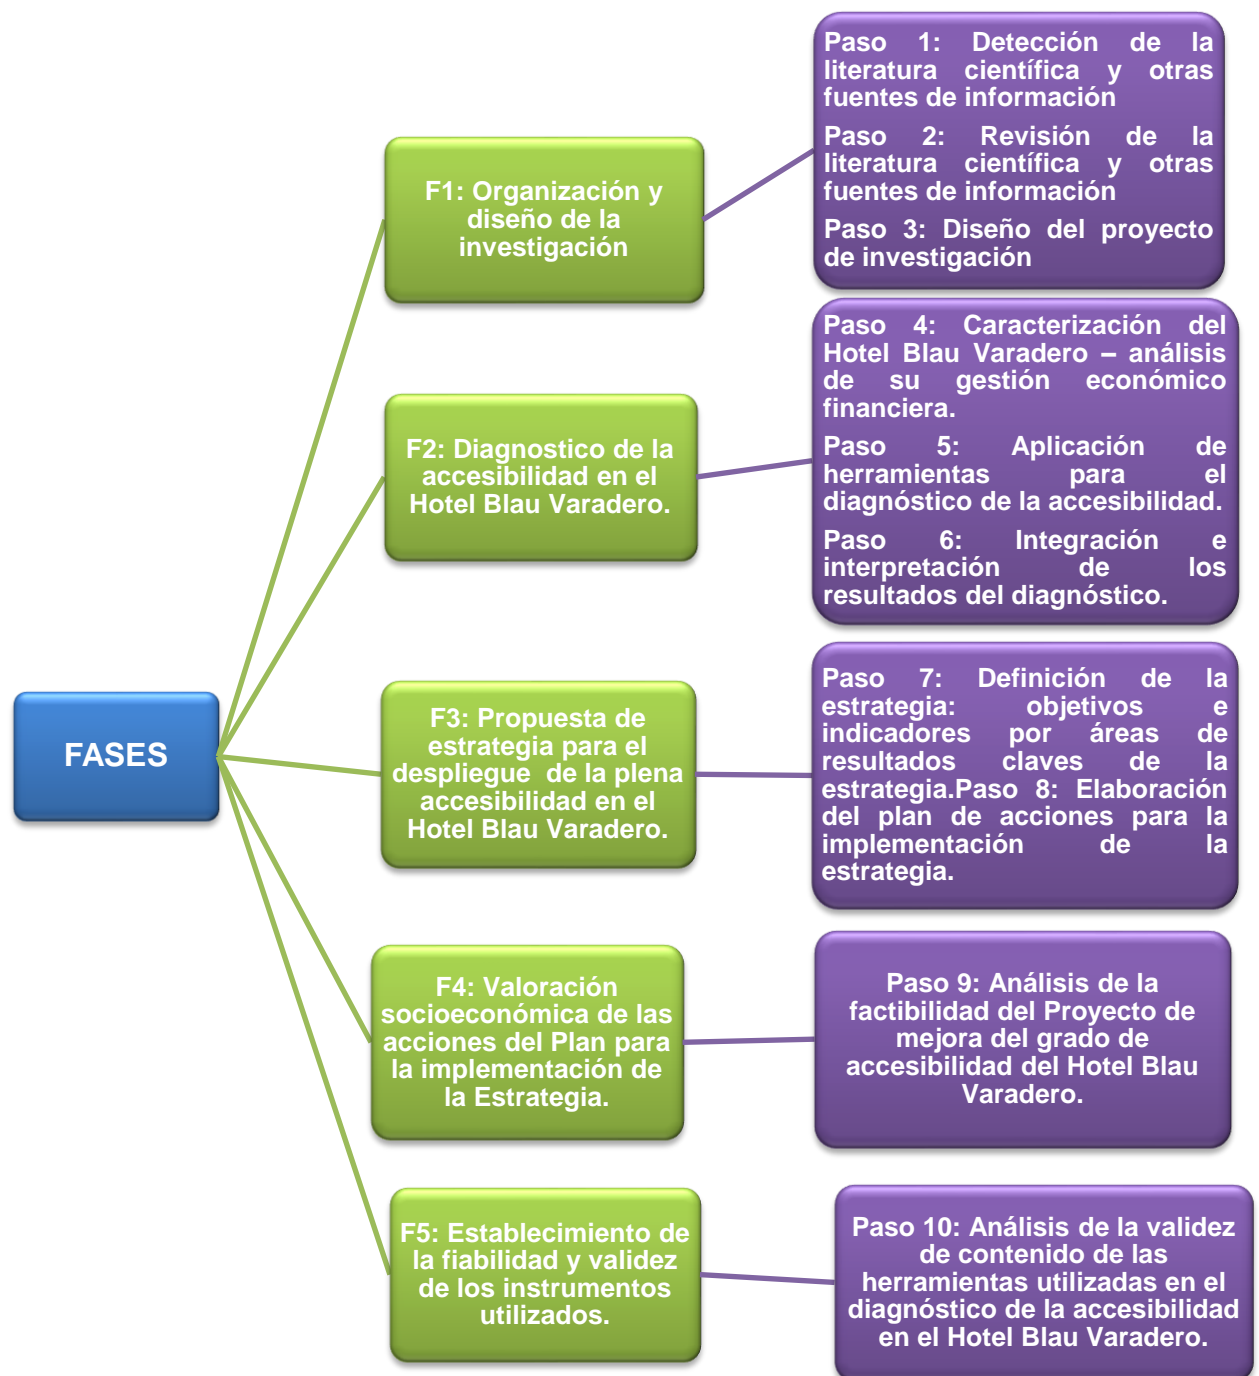 FASES
F1: Organización y
diseño de la
investigación
Paso 1: Detección de la
literatura científica y otras
fuentes de información
Paso 2: Revisión de la
literatura científica y otras
fuentes de información
Paso 3: Diseño del proyecto
de investigación
F2: Diagnostico de la
accesibilidad en el
Hotel Blau Varadero.
Paso 4: Caracterización del
Hotel Blau Varadero – análisis
de su gestión económico
financiera.
Paso 5: Aplicación de
herramientas para el
diagnóstico de la accesibilidad.
Paso 6: Integración e
interpretación de los
resultados del diagnóstico.
F3: Propuesta de
estrategia para el
despliegue de la plena
accesibilidad en el
Hotel Blau Varadero.
Paso 7: Definición de la
estrategia: objetivos e
indicadores por áreas de
resultados claves de la
estrategia.Paso 8: Elaboración
del plan de acciones para la
implementación de la
estrategia.
F4: Valoración
socioeconómica de las
acciones del Plan para
la implementación de
la Estrategia.
Paso 9: Análisis de la
factibilidad del Proyecto de
mejora del grado de
accesibilidad del Hotel Blau
Varadero.
F5: Establecimiento de
la fiabilidad y validez
de los instrumentos
utilizados.
Paso 10: Análisis de la validez
de contenido de las
herramientas utilizadas en el
diagnóstico de la accesibilidad
en el Hotel Blau Varadero.